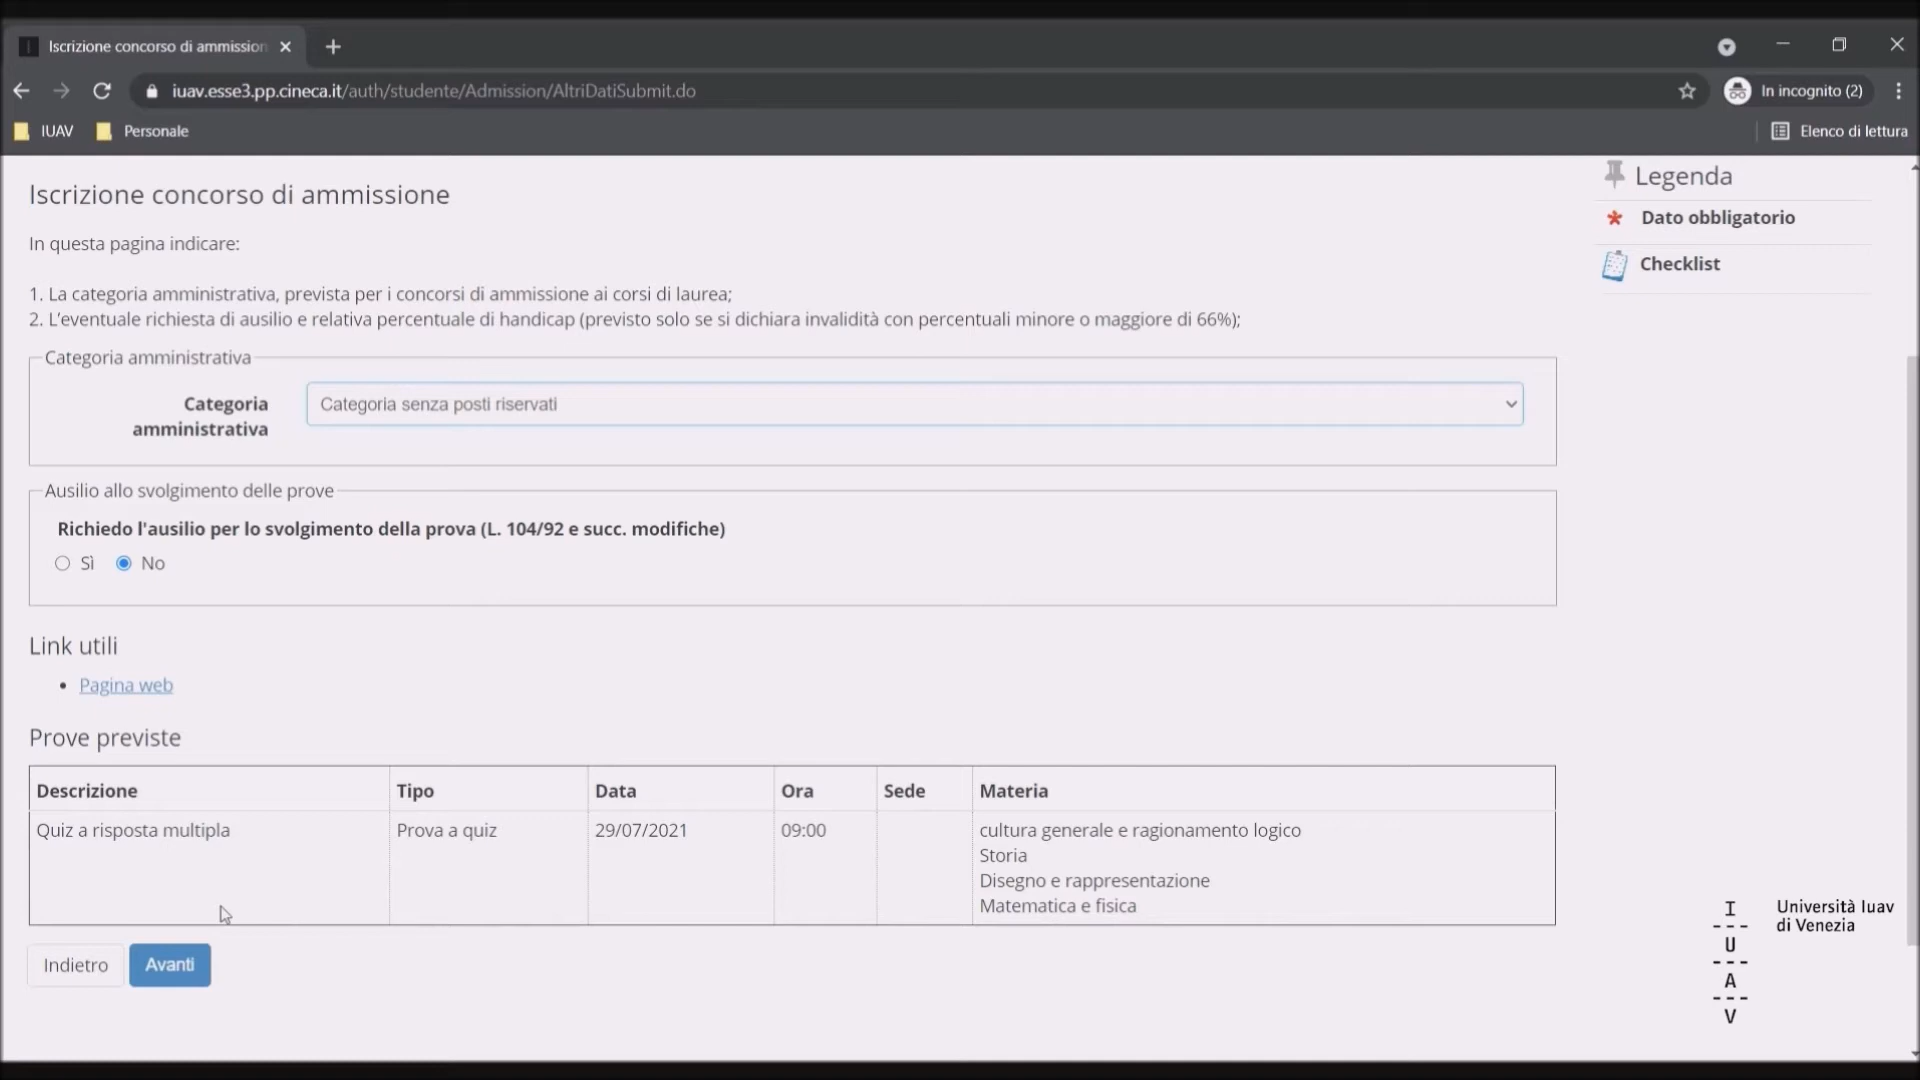 Iscrizione concorso di ammission
iuav.esse3.pp.cineca.it/auth/studente/Admission/AltriDatiSubmit.do
In incognito (2)
IUAV
Personale
Elenco di lettura
Iscrizione concorso di ammissione
In questa pagina indicare:
1. La categoria amministrativa, prevista per i concorsi di ammissione ai corsi di laurea;
2. L'eventuale richiesta di ausilio e relativa percentuale di handicap (previsto solo se si dichiara invalidità con percentuali minore o maggiore di 66%);
Categoria amministrativa
Categoria
amministrativa
Categoria senza posti riservati
Ausilio allo svolgimento delle prove
Richiedo l'ausilio per lo svolgimento della prova (L. 104/92 e succ. modifiche)
Sì No
Link utili
Pagina web
Prove previste
Descrizione Tipo Data Ora Sede Materia
Quiz a risposta multipla Prova a quiz 29/07/2021 09:00 cultura generale e ragionamento logico
Storia
Disegno e rappresentazione
Matematica e fisica
Indietro Avanti
Legenda
Dato obbligatorio
Checklist
I
U
A
V
Università Iuav
di Venezia